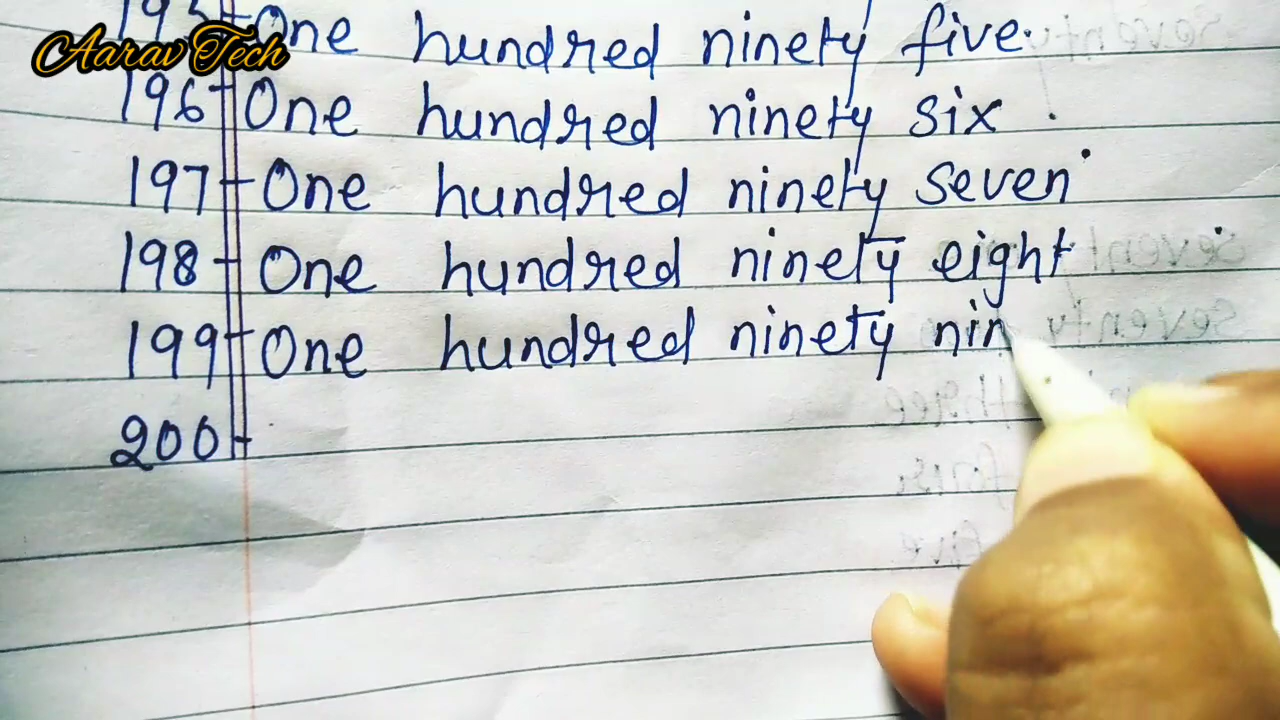 Aarav Tech
195 - One hundred ninety five.
196 - One hundred ninety six.
197 - One hundred ninety seven.
198 - One hundred ninety eight.
199 - One hundred ninety nin
200 -